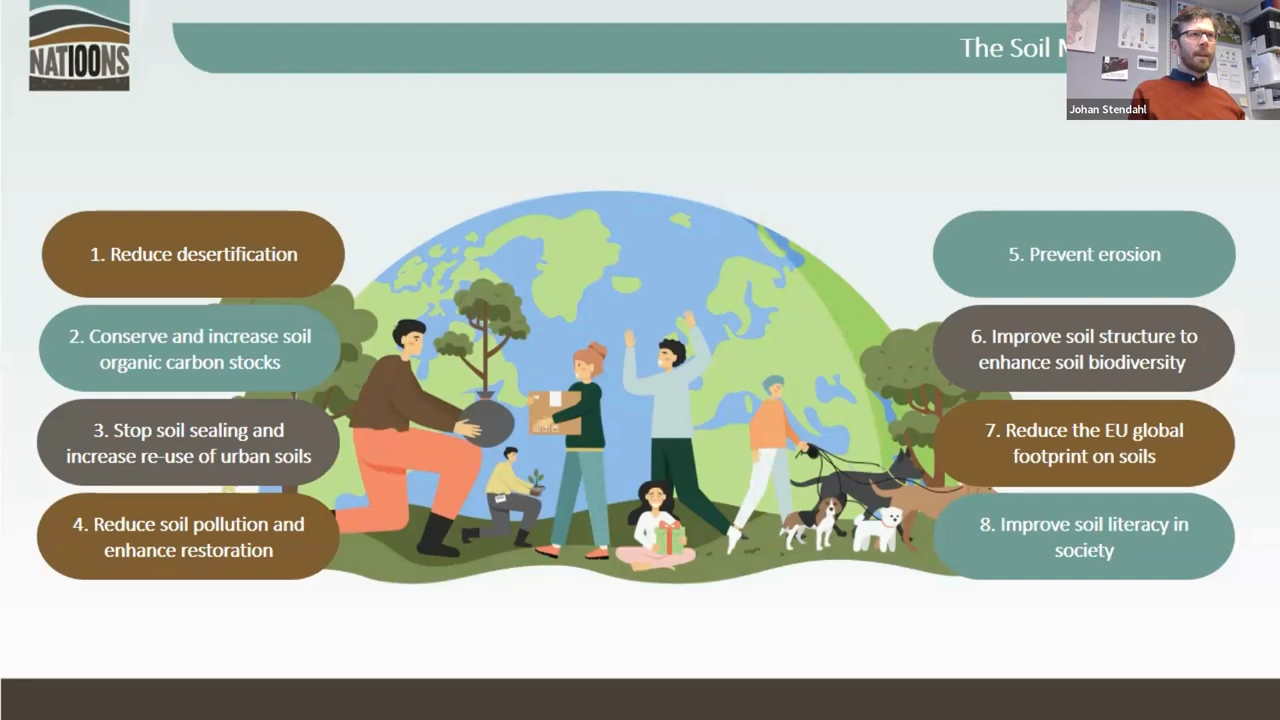 NATIOONS
The Soil
Johan Stendahl
1. Reduce desertification
2. Conserve and increase soil
organic carbon stocks
3. Stop soil sealing and
increase re-use of urban soils
4. Reduce soil pollution and
enhance restoration
5. Prevent erosion
6. Improve soil structure to
enhance soil biodiversity
7. Reduce the EU global
footprint on soils
8. Improve soil literacy in
society